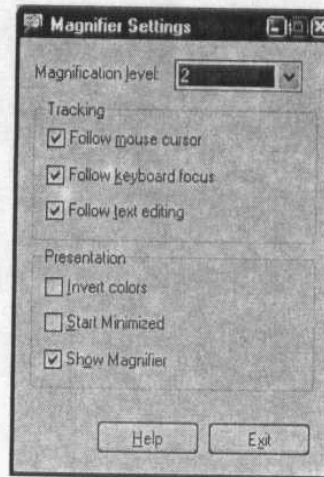 Magnifier Settings
Magnification level: 2
Tracking
Follow mouse cursor
Follow keyboard focus
Follow text editing
Presentation
Invert colors
Start Minimized
Show Magnifier
Help Exit